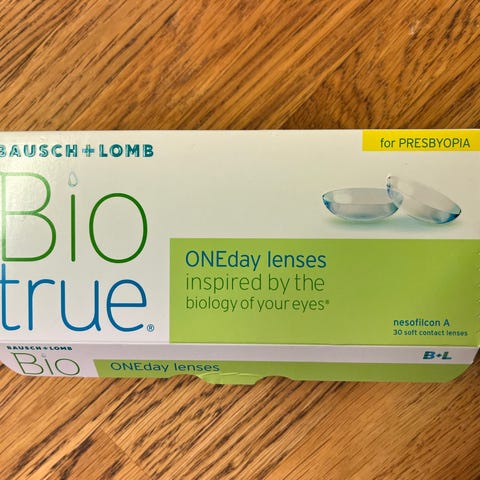 BAUSCH + LOMB
for PRESBYOPIA
Bio
true®
ONEday lenses
inspired by the
biology of your eyes®
nesofilcon A
30 soft contact lenses
BAUSCH + LOMB
Bio
ONEday lenses
B+L